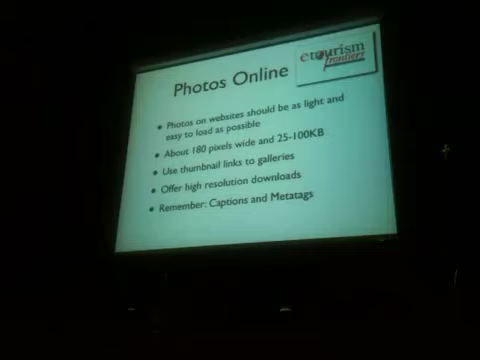 etourism
frontiers
Photos Online
• Photos on websites should be as light and
easy to load as possible
• About 180 pixels wide and 25-100KB
• Use thumbnail links to galleries
• Offer high resolution downloads
• Remember: Captions and Metatags